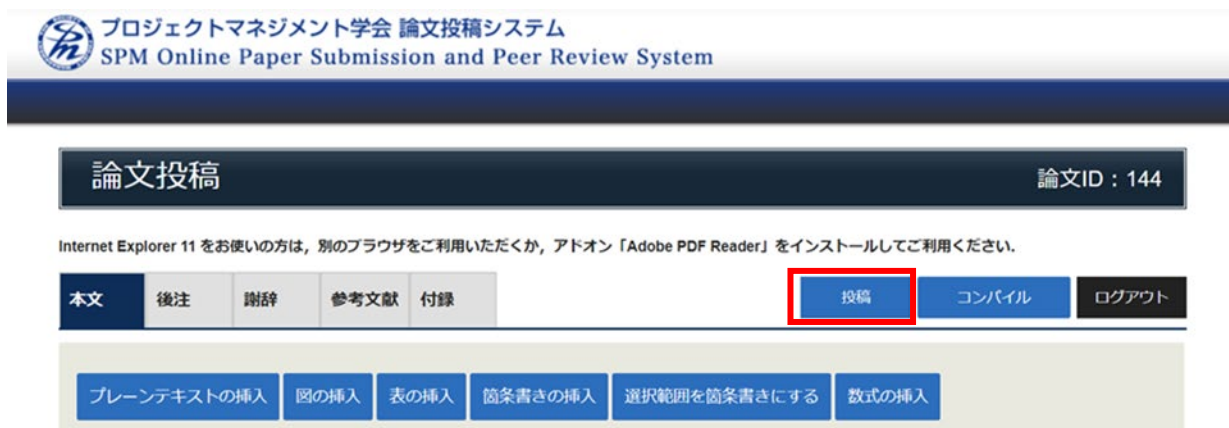 プロジェクトマネジメント学会 論文投稿システム
SPM Online Paper Submission and Peer Review System
論文投稿
論文ID：144
Internet Explorer 11 をお使いの方は，別のブラウザをご利用いただくか，アドオン「Adobe PDF Reader」をインストールしてご利用ください．
本文 後注 謝辞 参考文献 付録 投稿 コンパイル ログアウト
プレーンテキストの挿入 図の挿入 表の挿入 箇条書きの挿入 選択範囲を箇条書きにする 数式の挿入